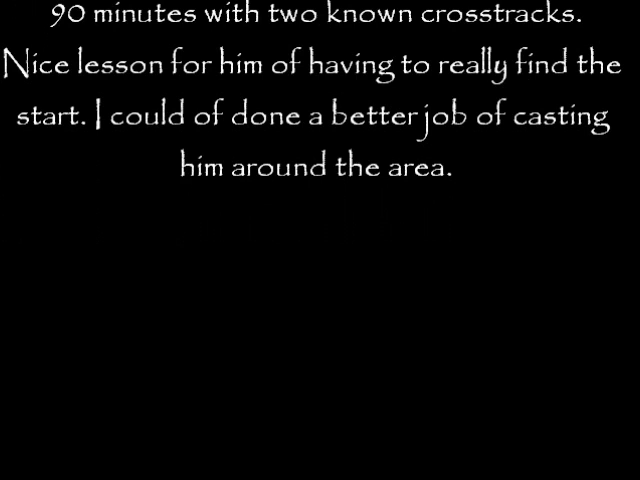 90 minutes with two known crosstracks.
Nice lesson for him of having to really find the
start. I could of done a better job of casting
him around the area.